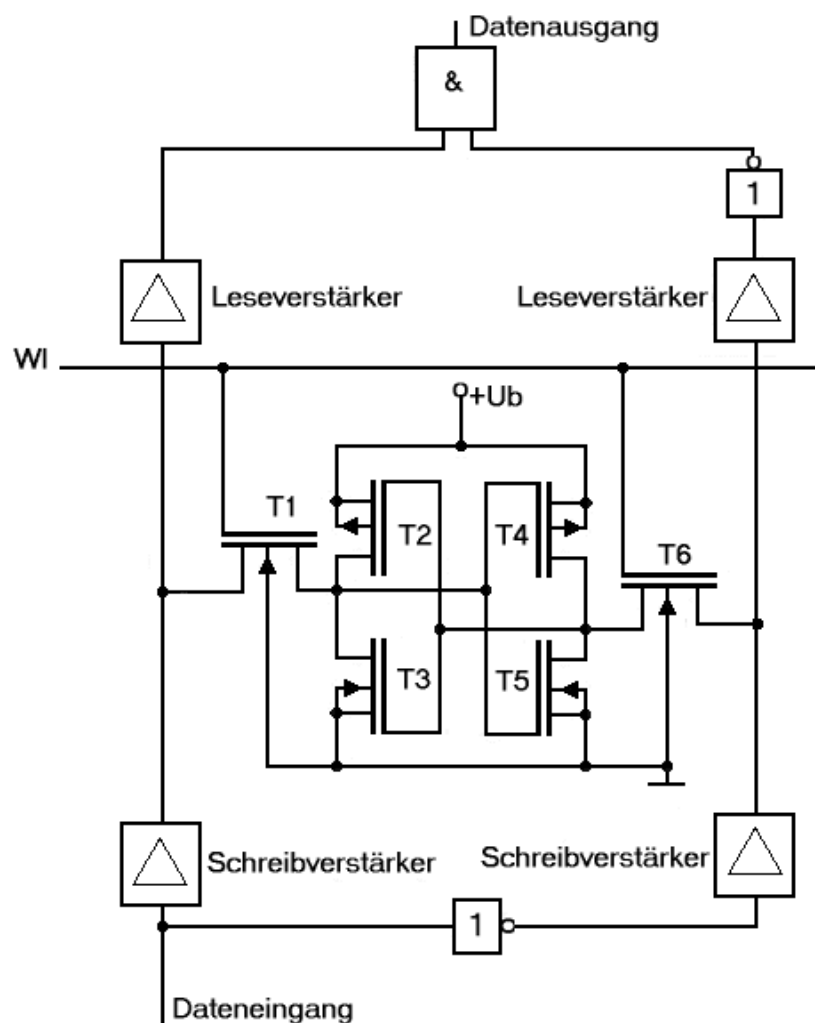 Datenausgang
&
1
Leseverstärker
Leseverstärker
Wl
+Ub
T1
T2
T4
T6
T3
T5
Schreibverstärker
Schreibverstärker
1
Dateneingang